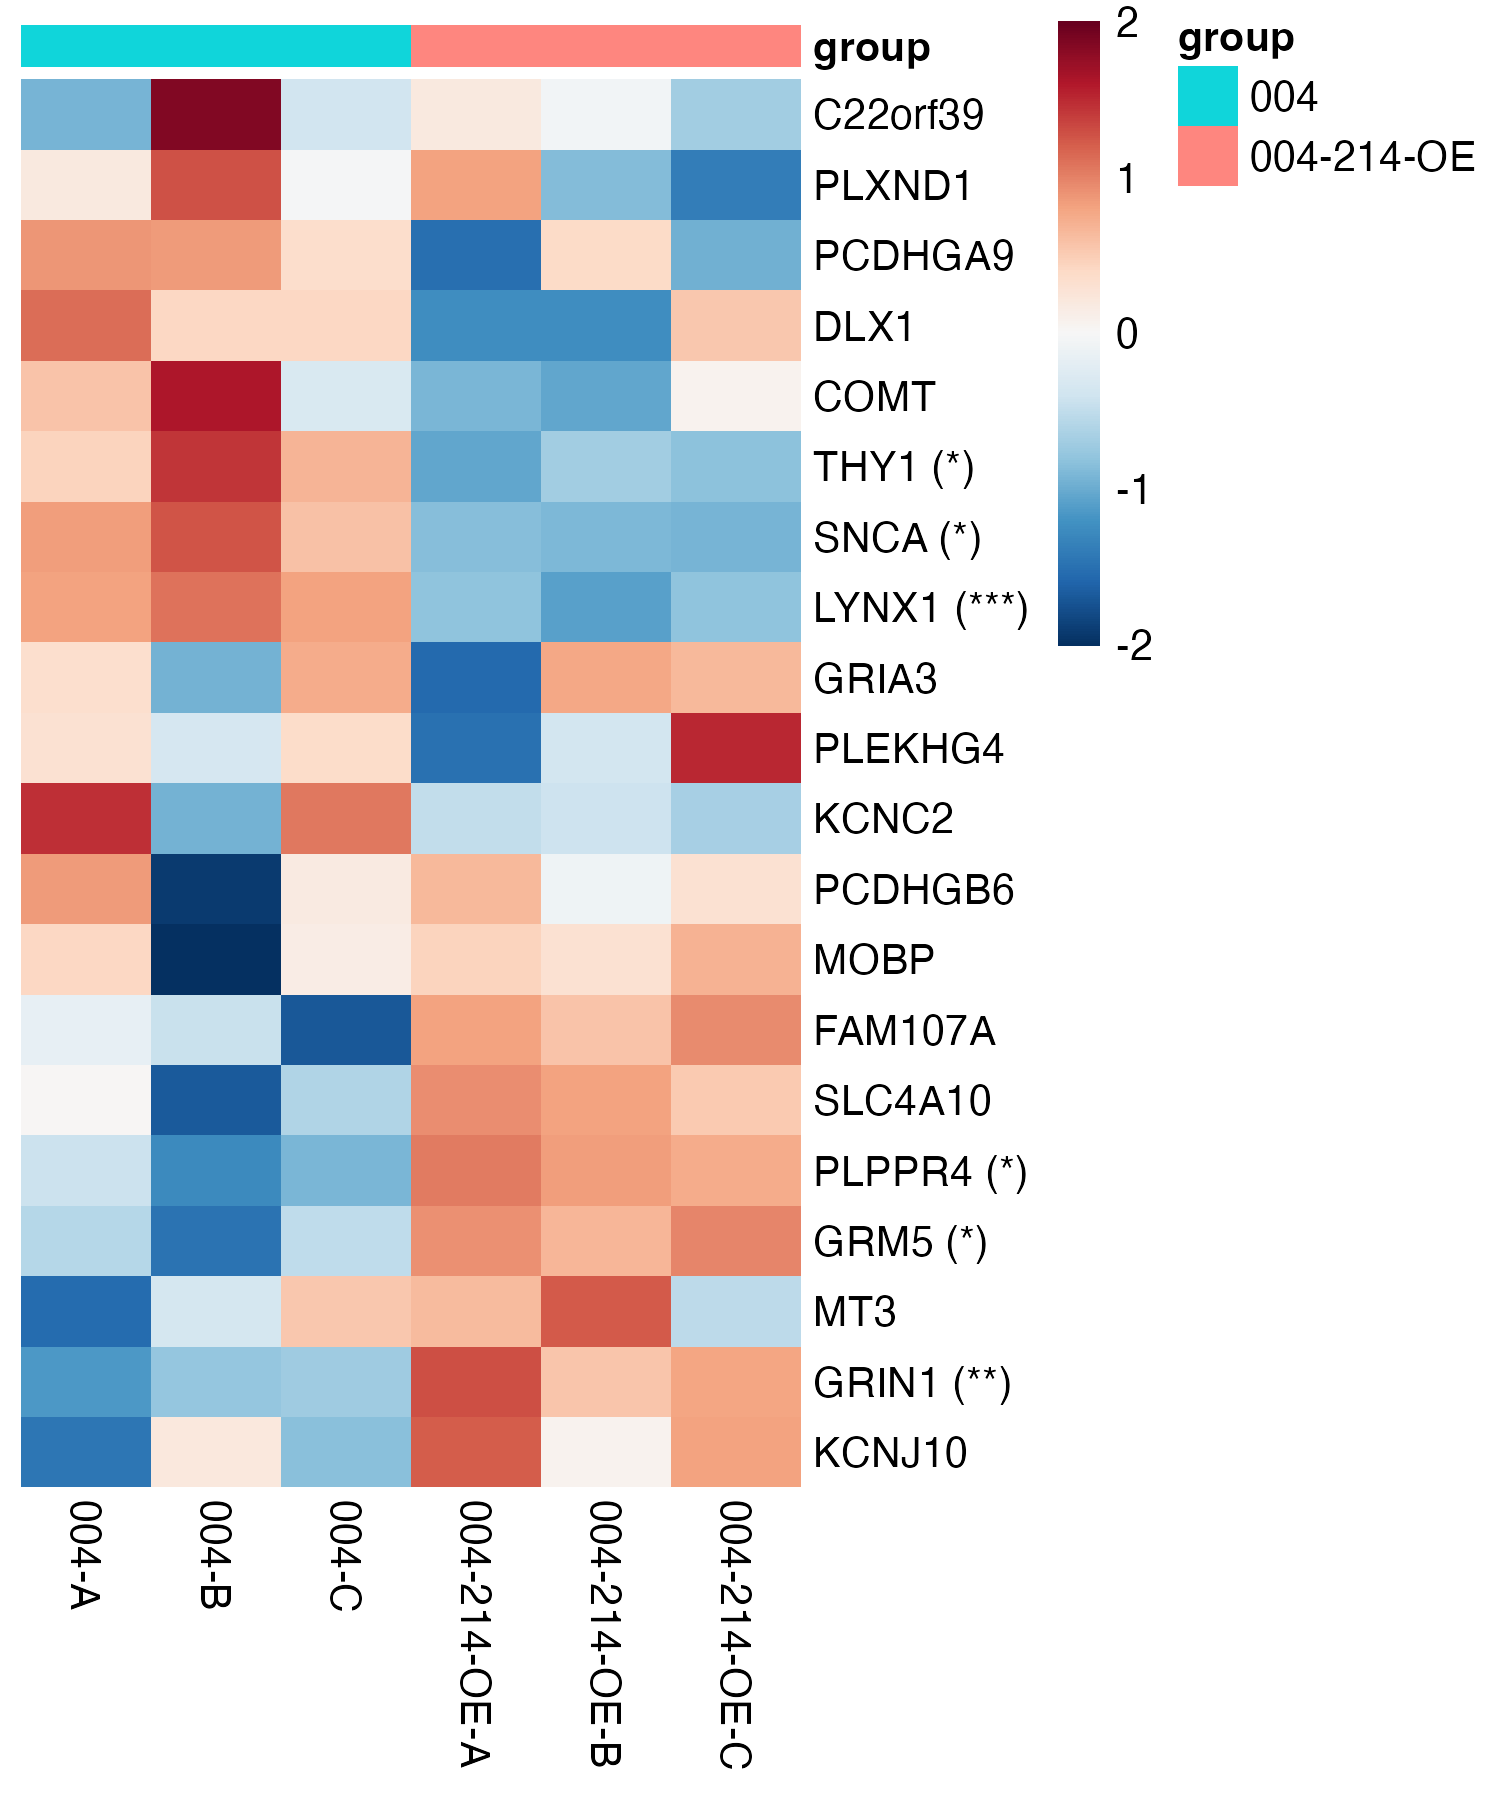 group
C22orf39
PLXND1
PCDHGA9
DLX1
COMT
THY1 (*)
SNCA (*)
LYNX1 (***)
GRIA3
PLEKHG4
KCNC2
PCDHGB6
MOBP
FAM107A
SLC4A10
PLPPR4 (*)
GRM5 (*)
MT3
GRIN1 (**)
KCNJ10
004-A
004-B
004-C
004-214-OE-A
004-214-OE-B
004-214-OE-C
2
1
0
-1
-2
group
004
004-214-OE